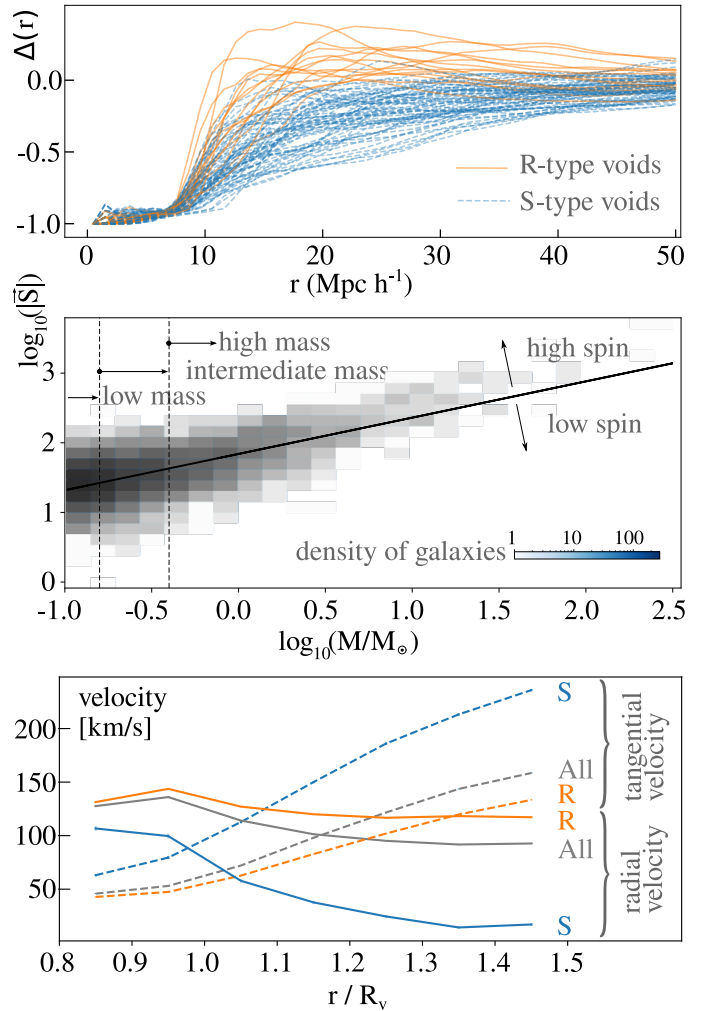 Δ(r)
0.0
-0.5
-1.0
R-type voids
S-type voids
0 10 20 30 40 50
r (Mpc h⁻¹)
log₁₀(|S⃗|)
3
2
1
0
high mass
intermediate mass
low mass
high spin
low spin
density of galaxies
1 10 100
-1.0 -0.5 0.0 0.5 1.0 1.5 2.0 2.5
log₁₀(M/M☉)
velocity
[km/s]
200
150
100
50
S
All
R
R
All
S
tangential
velocity
radial
velocity
0.8 0.9 1.0 1.1 1.2 1.3 1.4 1.5
r / Rᵥ